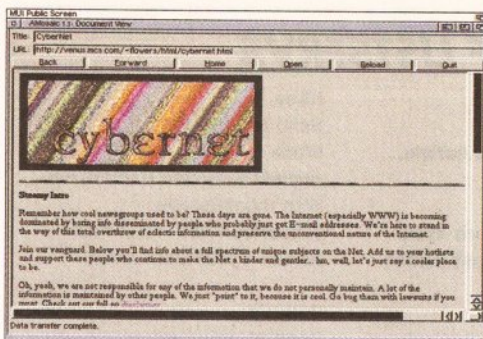 MUI Public Screen
AMosaic 1.1: Document View
Title: CyberNet
URL: http://venus.mcs.com/~flowers/html/cybernet.html
Back Forward Home Open Reload Quit
cybernet
Steamy Intro
Remember how cool newsgroups used to be? Those days are gone. The Internet (especially WWW) is becoming
dominated by boring info disseminated by people who probably just got E-mail addresses. We're here to stand in
the way of this total overthrow of eclectic information and preserve the unconventional nature of the Internet.
Join our vanguard. Below you'll find info about a full spectrum of unique subjects on the Net. Add us to your hotlists
and support these people who continue to make the Net a kinder and gentler... hm, well, let's just say a cooler place
to be.
Oh, yeah, we are not responsible for any of the information that we do not personally maintain. A lot of the
information is maintained by other people. We just "point" to it, because it is cool. Go bug them with lawsuits if you
must. Check out our full on disclaimer
Data transfer complete.